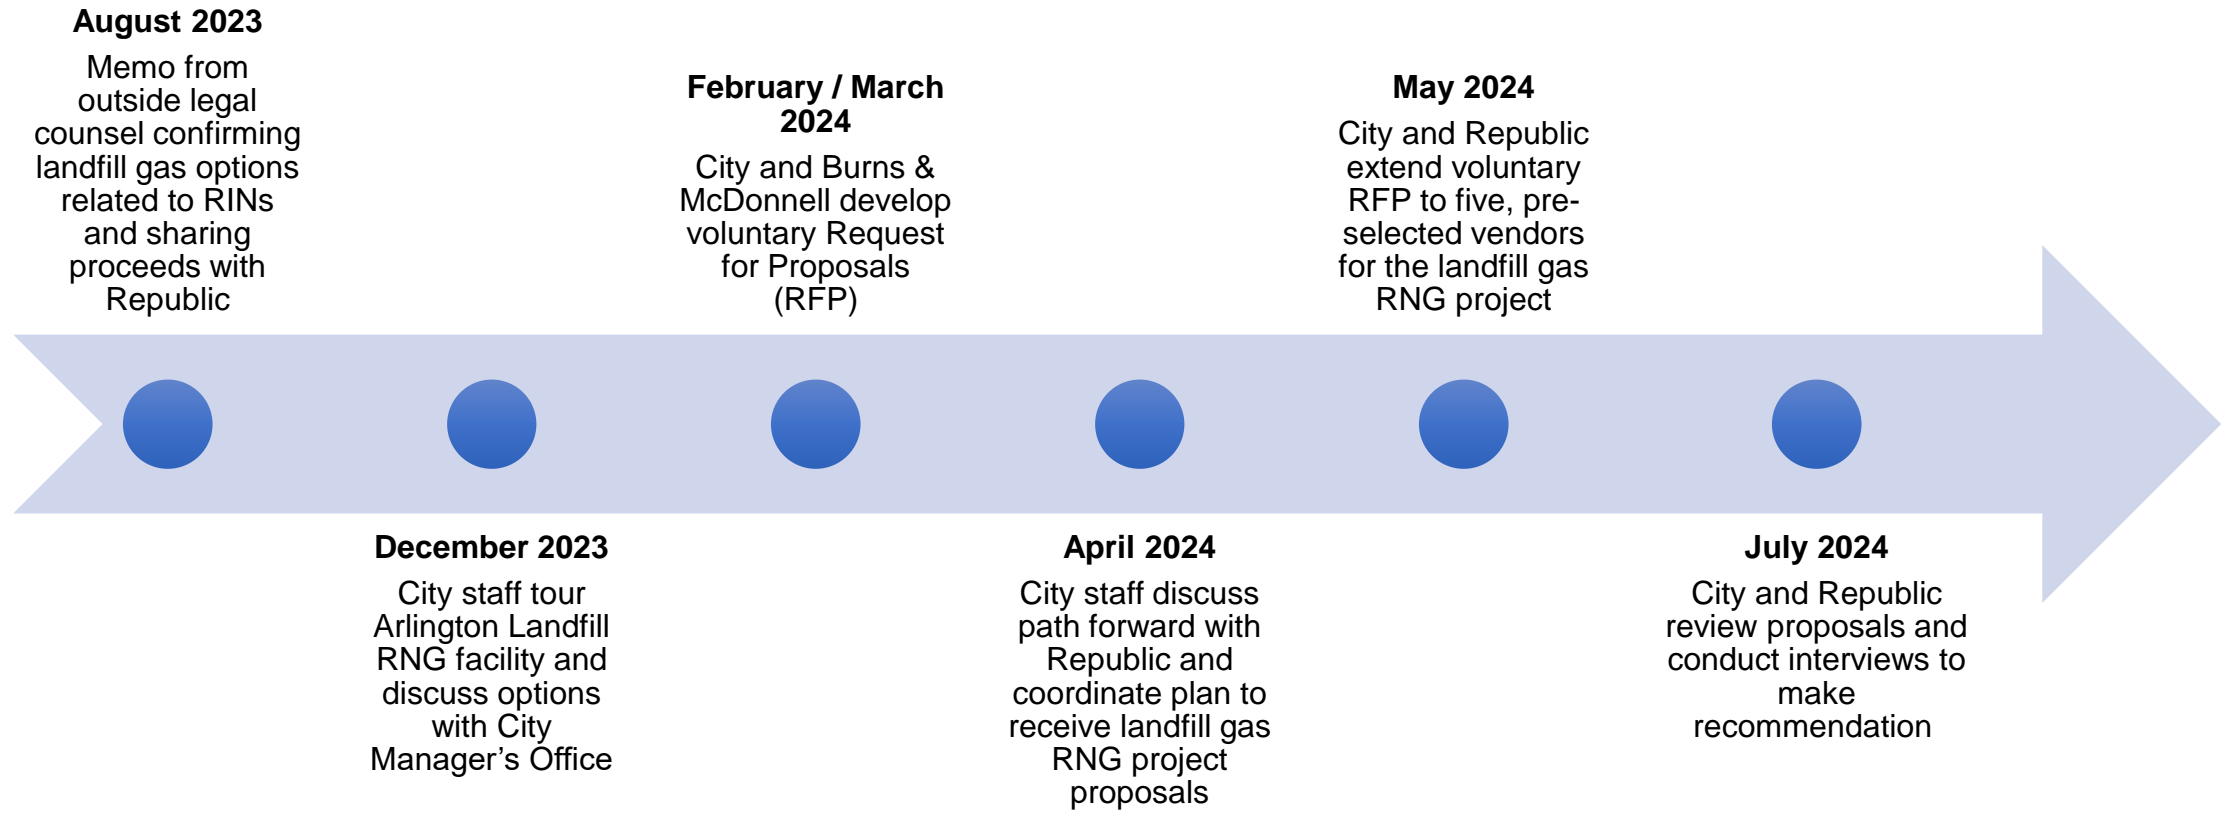 August 2023
Memo from
outside legal
counsel confirming
landfill gas options
related to RINs
and sharing
proceeds with
Republic
December 2023
City staff tour
Arlington Landfill
RNG facility and
discuss options
with City
Manager’s Office
February / March
2024
City and Burns &
McDonnell develop
voluntary Request
for Proposals
(RFP)
April 2024
City staff discuss
path forward with
Republic and
coordinate plan to
receive landfill gas
RNG project
proposals
May 2024
City and Republic
extend voluntary
RFP to five, pre-
selected vendors
for the landfill gas
RNG project
July 2024
City and Republic
review proposals and
conduct interviews to
make
recommendation